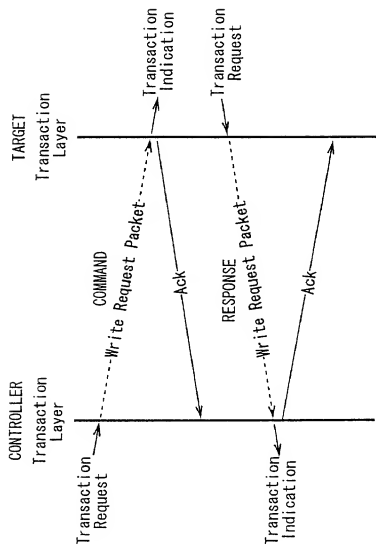 CONTROLLER
Transaction
Layer
TARGET
Transaction
Layer
Transaction
Request
COMMAND
Write Request Packet
Transaction
Indication
Ack
Transaction
Request
RESPONSE
Write Request Packet
Transaction
Indication
Ack